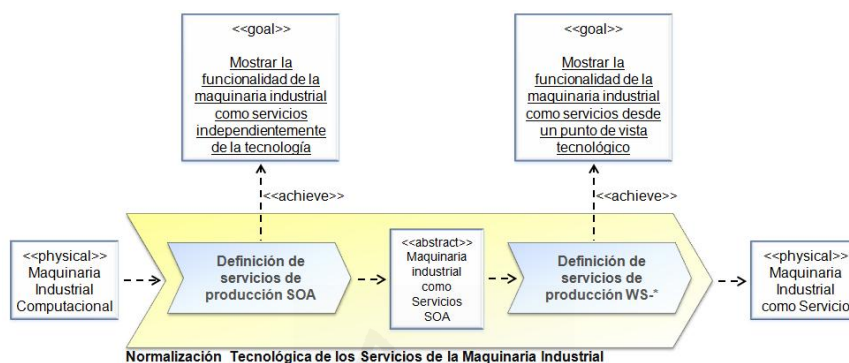 <<goal>>
Mostrar la
funcionalidad de la
maquinaria industrial
como servicios
independientemente
de la tecnología
<<goal>>
Mostrar la
funcionalidad de la
maquinaria industrial
como servicios desde
un punto de vista
tecnológico
<<achieve>>
<<achieve>>
<<physical>>
Maquinaria
Industrial
Computacional
Definición de
servicios de
producción SOA
<<abstract>>
Maquinaria
industrial
como
Servicios
SOA
Definición de
servicios de
producción WS-*
<<physical>>
Maquinaria
Industrial
como Servicio
Normalización Tecnológica de los Servicios de la Maquinaria Industrial